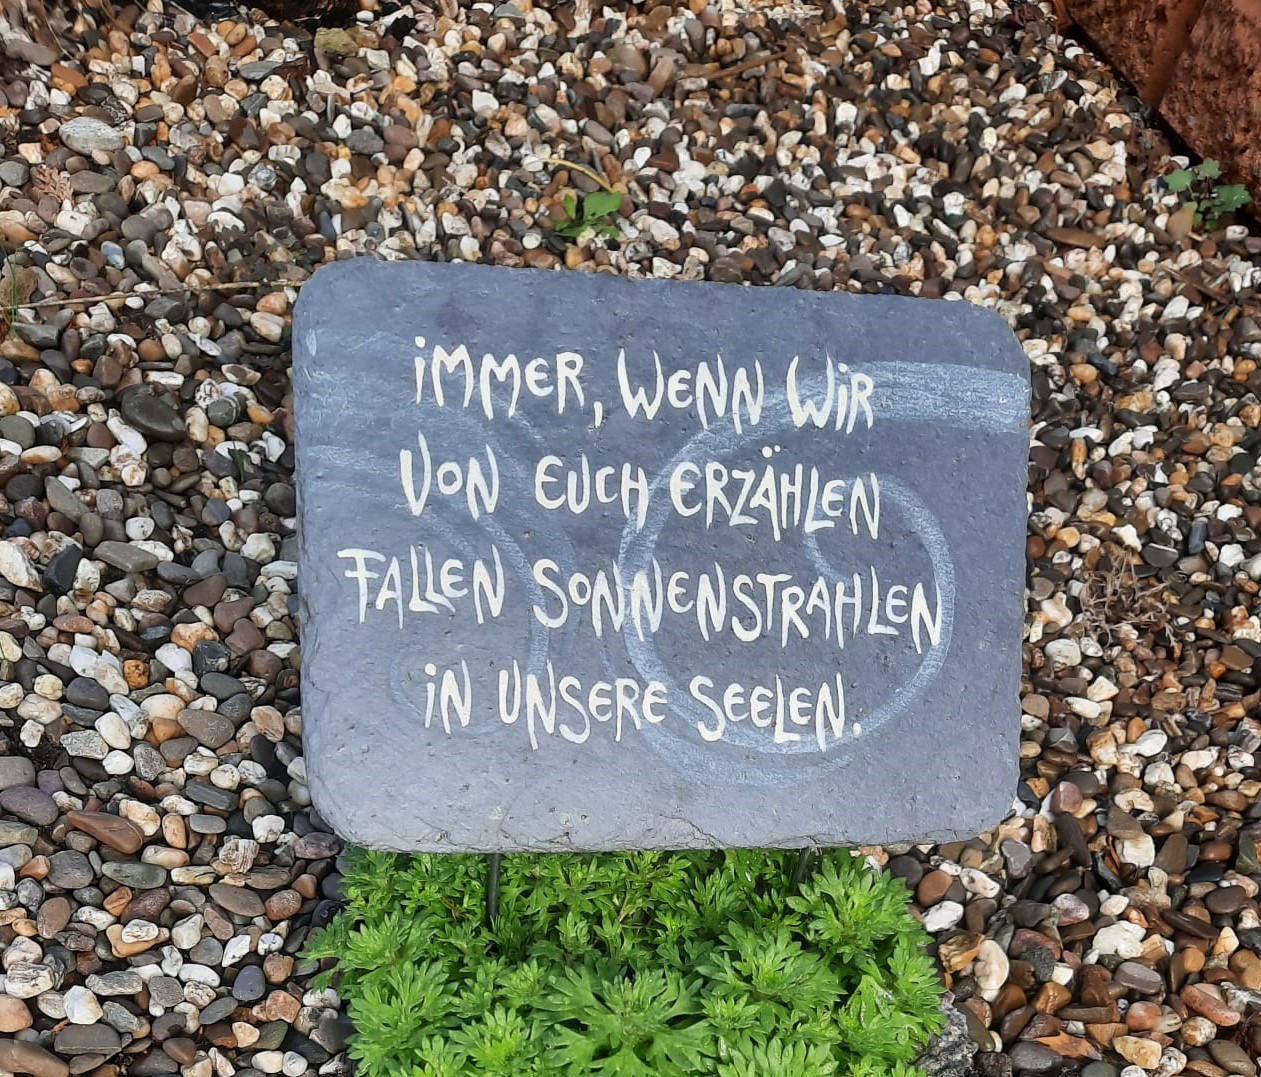 iMMER, WENN WiR
VON EUCH ERZÄHLEN
FALLEN SONNENSTRAHLEN
iN UNSERE SEELEN.